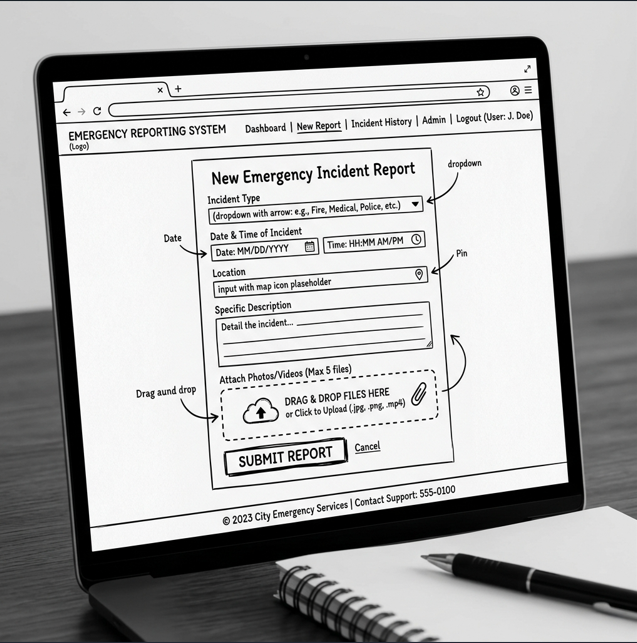 EMERGENCY REPORTING SYSTEM
(Logo)
Dashboard | New Report | Incident History | Admin | Logout (User: J. Doe)
New Emergency Incident Report
dropdown
Incident Type
(dropdown with arrow: e.g., Fire, Medical, Police, etc.)
Date & Time of Incident
Date
Date: MM/DD/YYYY
Time: HH:MM AM/PM
Location
Pin
input with map icon plaseholder
Specific Description
Detail the incident...
Attach Photos/Videos (Max 5 files)
Drag aund drop
DRAG & DROP FILES HERE
or Click to Upload (.jpg, .png, .mp4)
SUBMIT REPORT
Cancel
© 2023 City Emergency Services | Contact Support: 555-0100